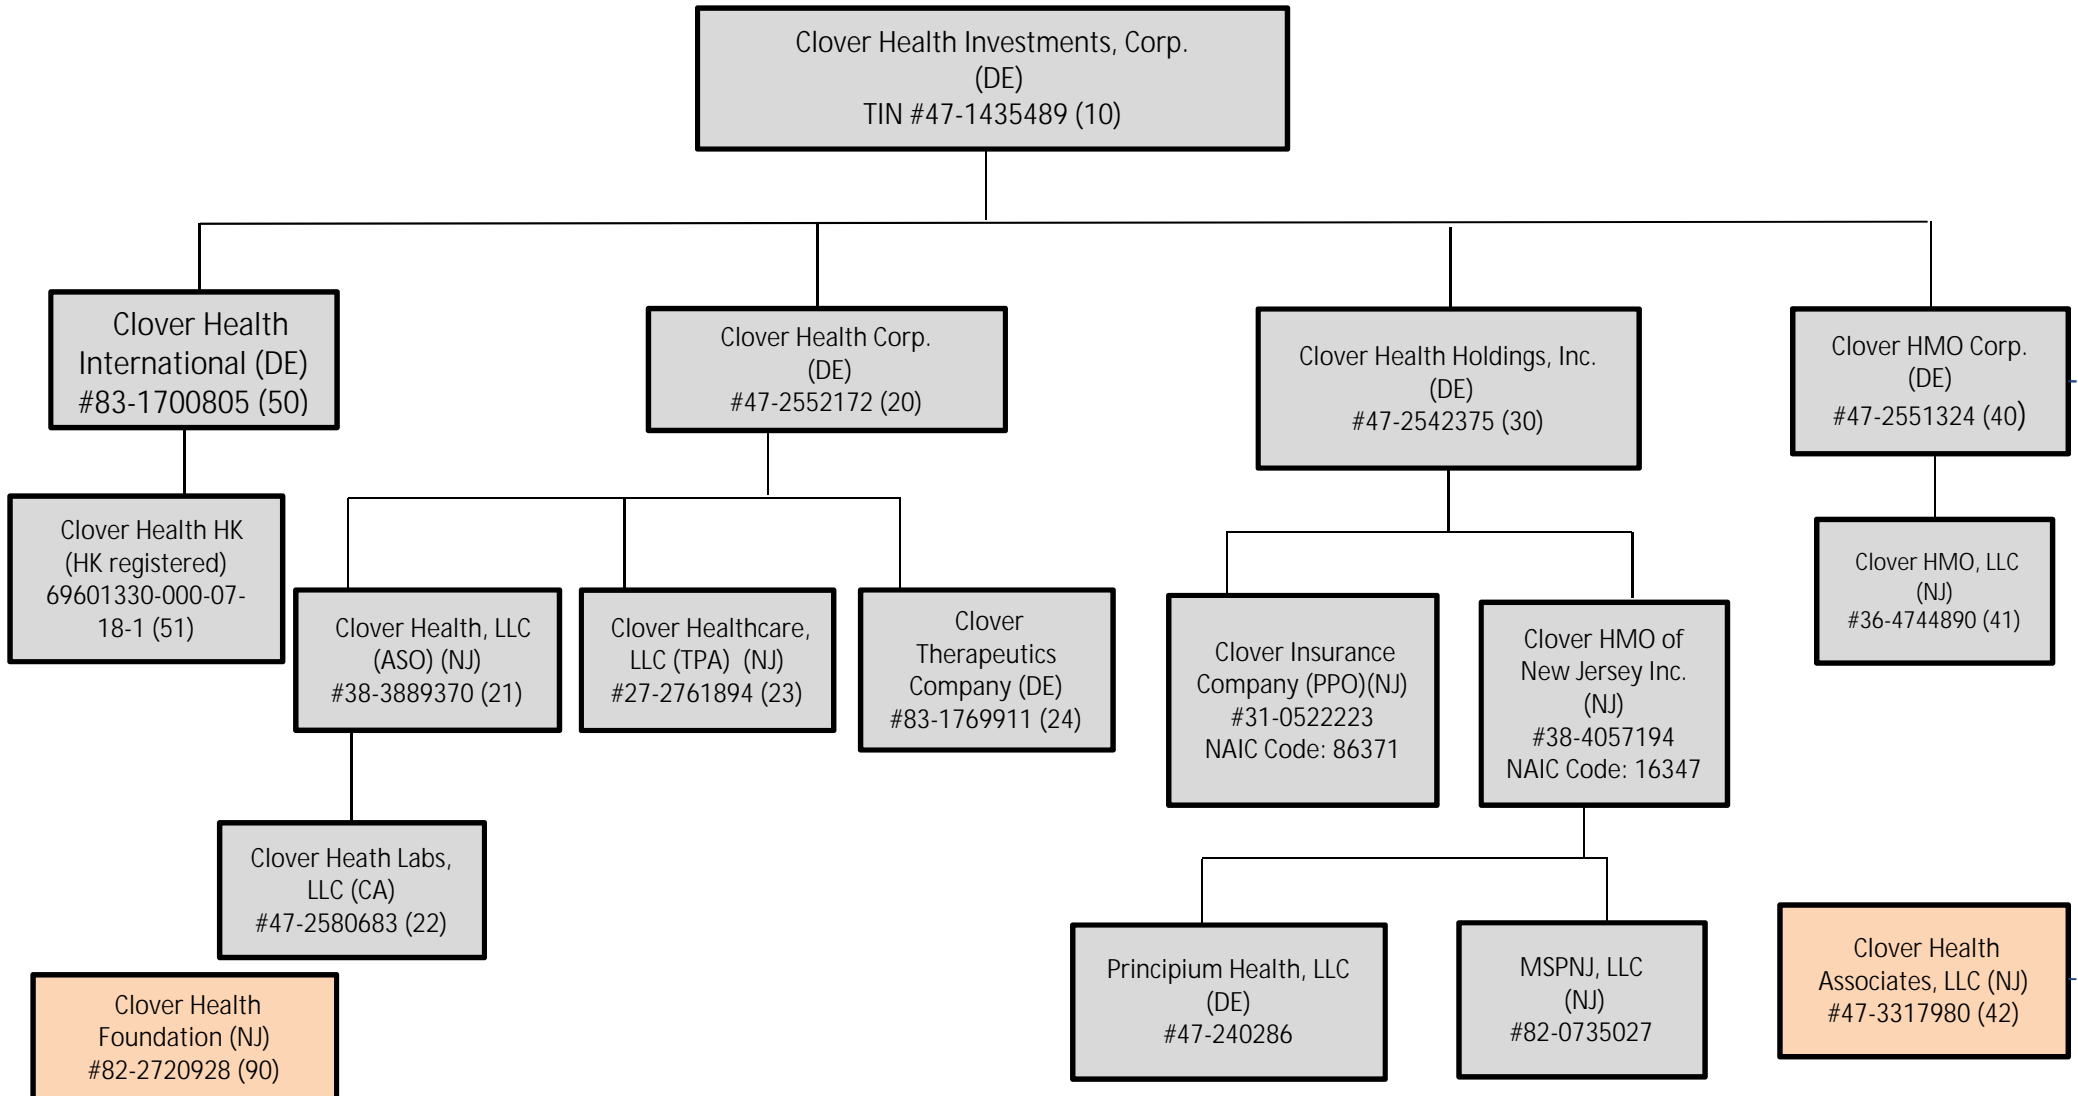 Clover Health Investments, Corp.
(DE)
TIN #47-1435489 (10)
Clover Health
International (DE)
#83-1700805 (50)
Clover Health Corp.
(DE)
#47-2552172 (20)
Clover Health Holdings, Inc.
(DE)
#47-2542375 (30)
Clover HMO Corp.
(DE)
#47-2551324 (40)
Clover Health HK
(HK registered)
69601330-000-07-
18-1 (51)
Clover Health, LLC
(ASO) (NJ)
#38-3889370 (21)
Clover Healthcare,
LLC (TPA) (NJ)
#27-2761894 (23)
Clover
Therapeutics
Company (DE)
#83-1769911 (24)
Clover Insurance
Company (PPO)(NJ)
#31-0522223
NAIC Code: 86371
Clover HMO of
New Jersey Inc.
(NJ)
#38-4057194
NAIC Code: 16347
Clover HMO, LLC
(NJ)
#36-4744890 (41)
Clover Heath Labs,
LLC (CA)
#47-2580683 (22)
Principium Health, LLC
(DE)
#47-240286
MSPNJ, LLC
(NJ)
#82-0735027
Clover Health
Associates, LLC (NJ)
#47-3317980 (42)
Clover Health
Foundation (NJ)
#82-2720928 (90)